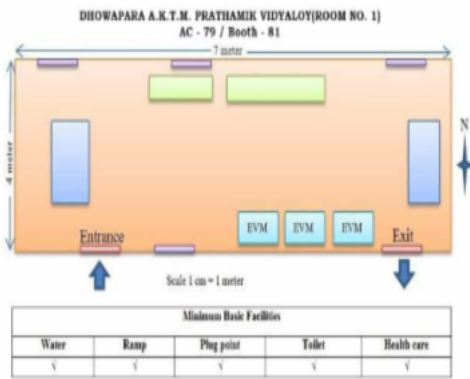 DHOWAPARA A.K.T.M. PRATHAMIK VIDYALOY(ROOM NO. 1)
AC - 79 / Booth - 81
7 meter
4 meter
N
EVM EVM EVM
Entrance Exit
Scale 1 cm = 1 meter
Minimum Basic Facilities
Water Ramp Plug point Toilet Health care
√ √ √ √ √